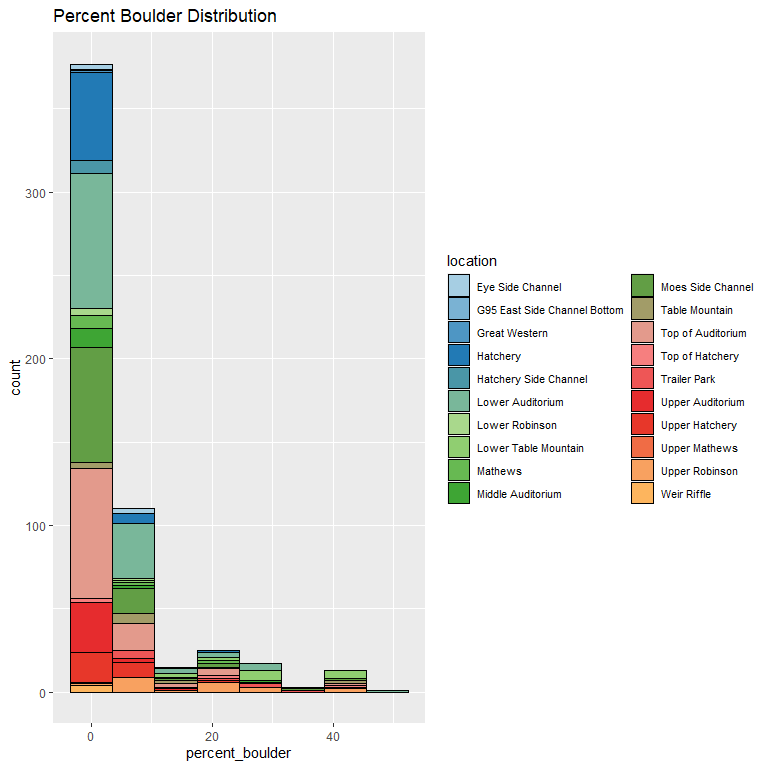 Percent Boulder Distribution
count
300
200
100
0
0 20 40
percent_boulder
location
Eye Side Channel
G95 East Side Channel Bottom
Great Western
Hatchery
Hatchery Side Channel
Lower Auditorium
Lower Robinson
Lower Table Mountain
Mathews
Middle Auditorium
Moes Side Channel
Table Mountain
Top of Auditorium
Top of Hatchery
Trailer Park
Upper Auditorium
Upper Hatchery
Upper Mathews
Upper Robinson
Weir Riffle